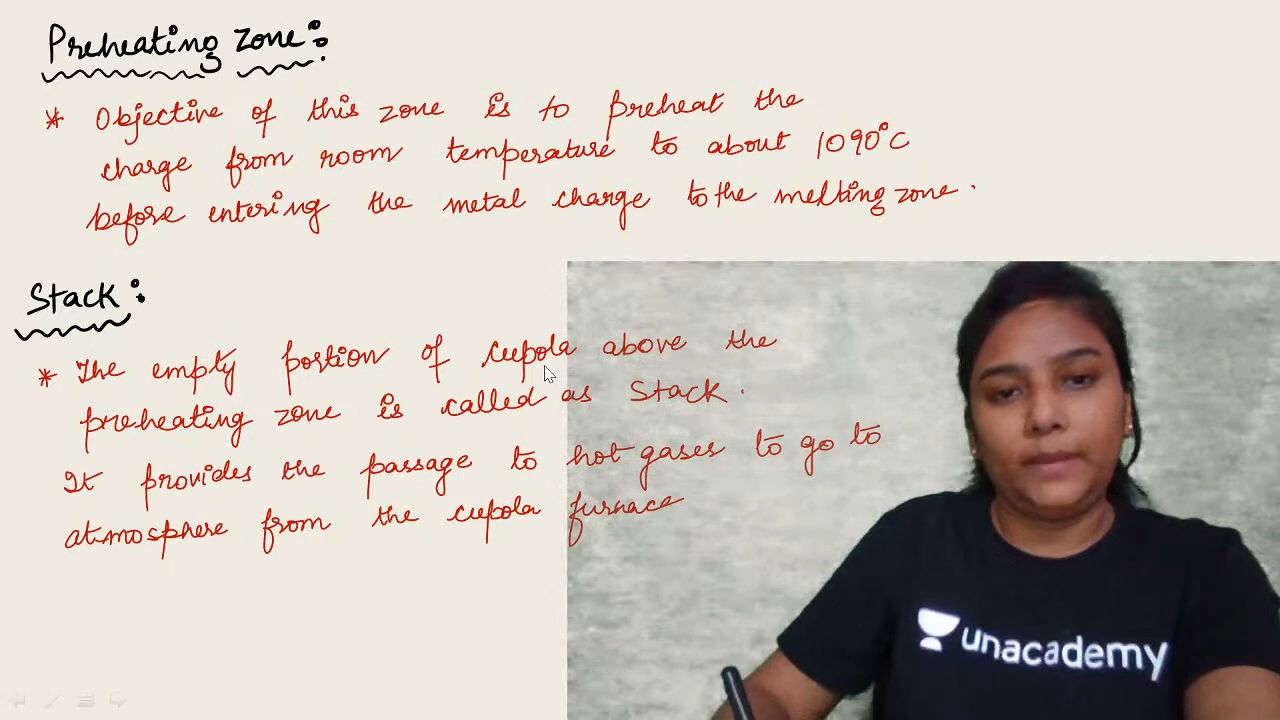 Preheating zone:
* Objective of this zone is to preheat the
charge from room temperature to about 1090°C
before entering the metal charge to the melting zone.
Stack:
* The empty portion of cupola above the
preheating zone is called as Stack.
It provides the passage to hot gases to go to
atmosphere from the cupola furnace
unacademy